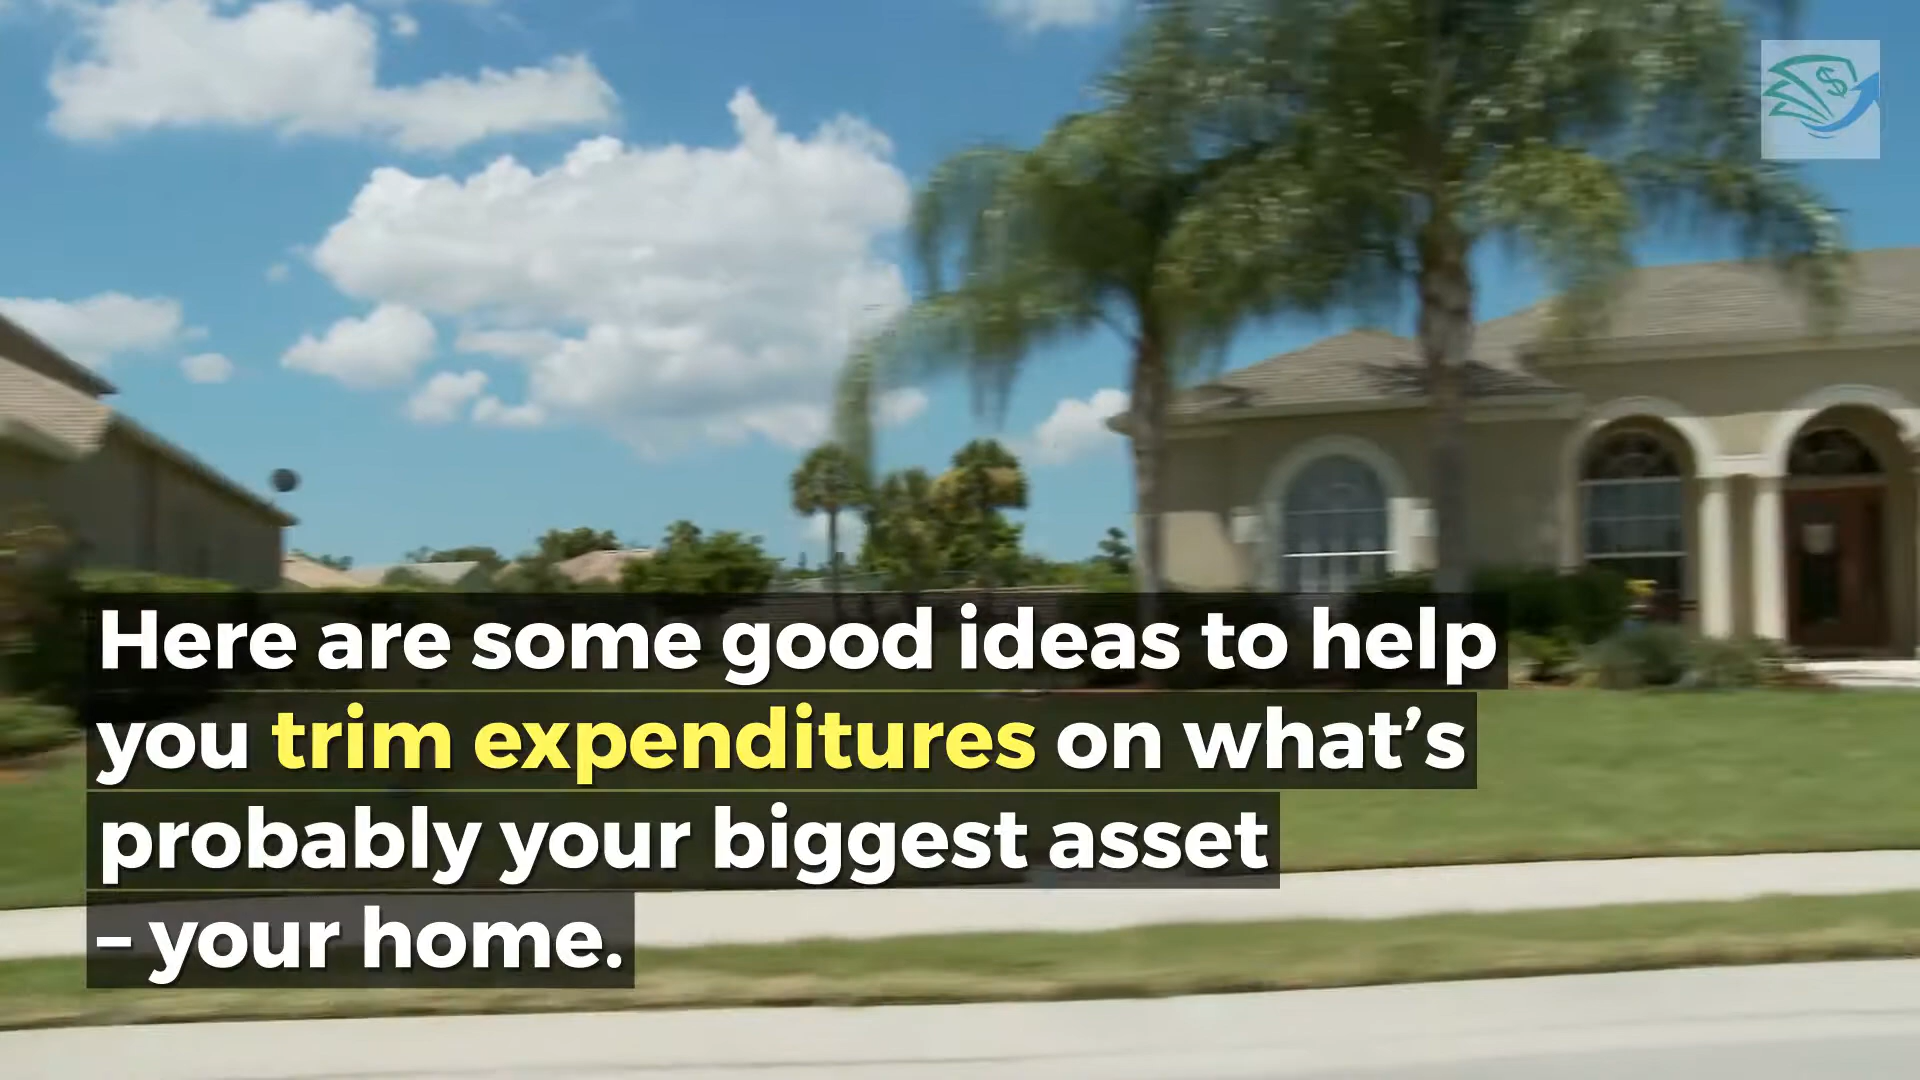 Here are some good ideas to help
you trim expenditures on what’s
probably your biggest asset
– your home.